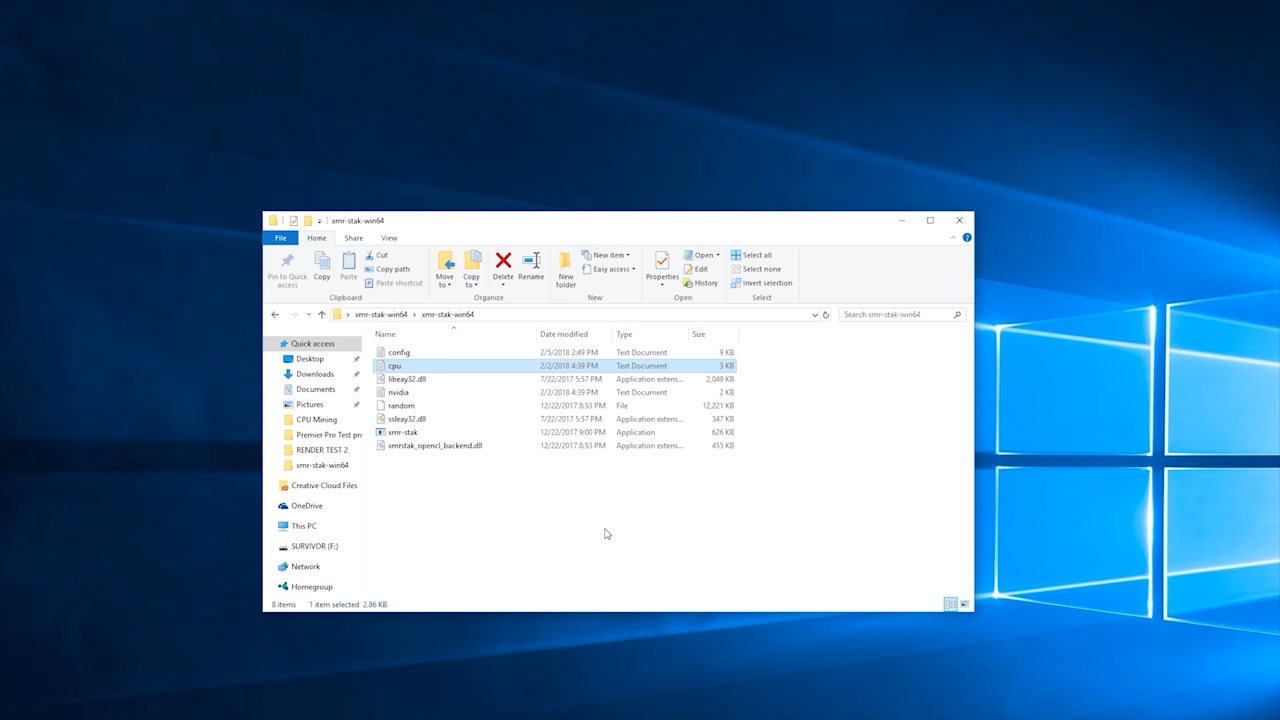 xmr-stak-win64
File Home Share View
Pin to Quick access
Copy
Paste
Cut
Copy path
Paste shortcut
Clipboard
Move to
Copy to
Delete
Rename
Organize
New folder
New item
Easy access
New
Properties
Open
Edit
History
Open
Select all
Select none
Invert selection
Select
xmr-stak-win64 › xmr-stak-win64
Search xmr-stak-win64
Quick access
Desktop
Downloads
Documents
Pictures
CPU Mining
Premier Pro Test pr
RENDER TEST 2
xmr-stak-win64
Creative Cloud Files
OneDrive
This PC
SURVIVOR (F:)
Network
Homegroup
Name Date modified Type Size
config 2/5/2018 2:49 PM Text Document 9 KB
cpu 2/2/2018 4:39 PM Text Document 3 KB
libeay32.dll 7/22/2017 5:57 PM Application extens... 2,049 KB
nvidia 2/2/2018 4:39 PM Text Document 2 KB
random 12/22/2017 8:53 PM File 12,221 KB
ssleay32.dll 7/22/2017 5:57 PM Application extens... 347 KB
xmr-stak 12/22/2017 9:00 PM Application 626 KB
xmrstak_opencl_backend.dll 12/22/2017 8:53 PM Application extens... 455 KB
8 items 1 item selected 2.86 KB